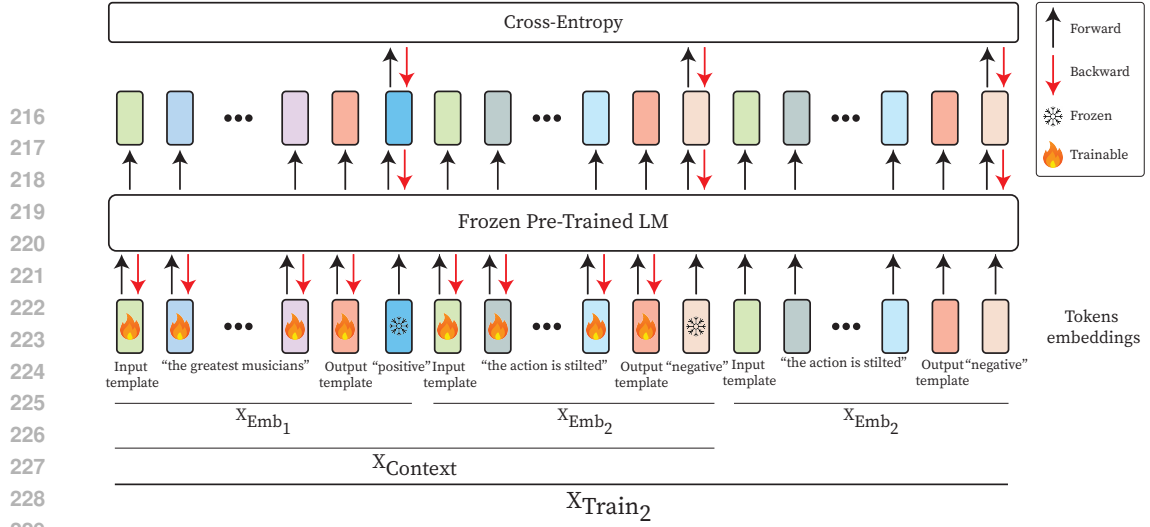 Cross-Entropy
Forward
Backward
Frozen
Trainable
216
217
218
219
220
221
222
223
224
225
226
227
228
Frozen Pre-Trained LM
Tokens
embeddings
Input
template
“the greatest musicians”
Output
template
“positive”
Input
template
“the action is stilted”
Output
template
“negative”
Input
template
“the action is stilted”
Output
template
“negative”
X Emb 1
X Emb 2
X Emb 2
X Context
X Train 2